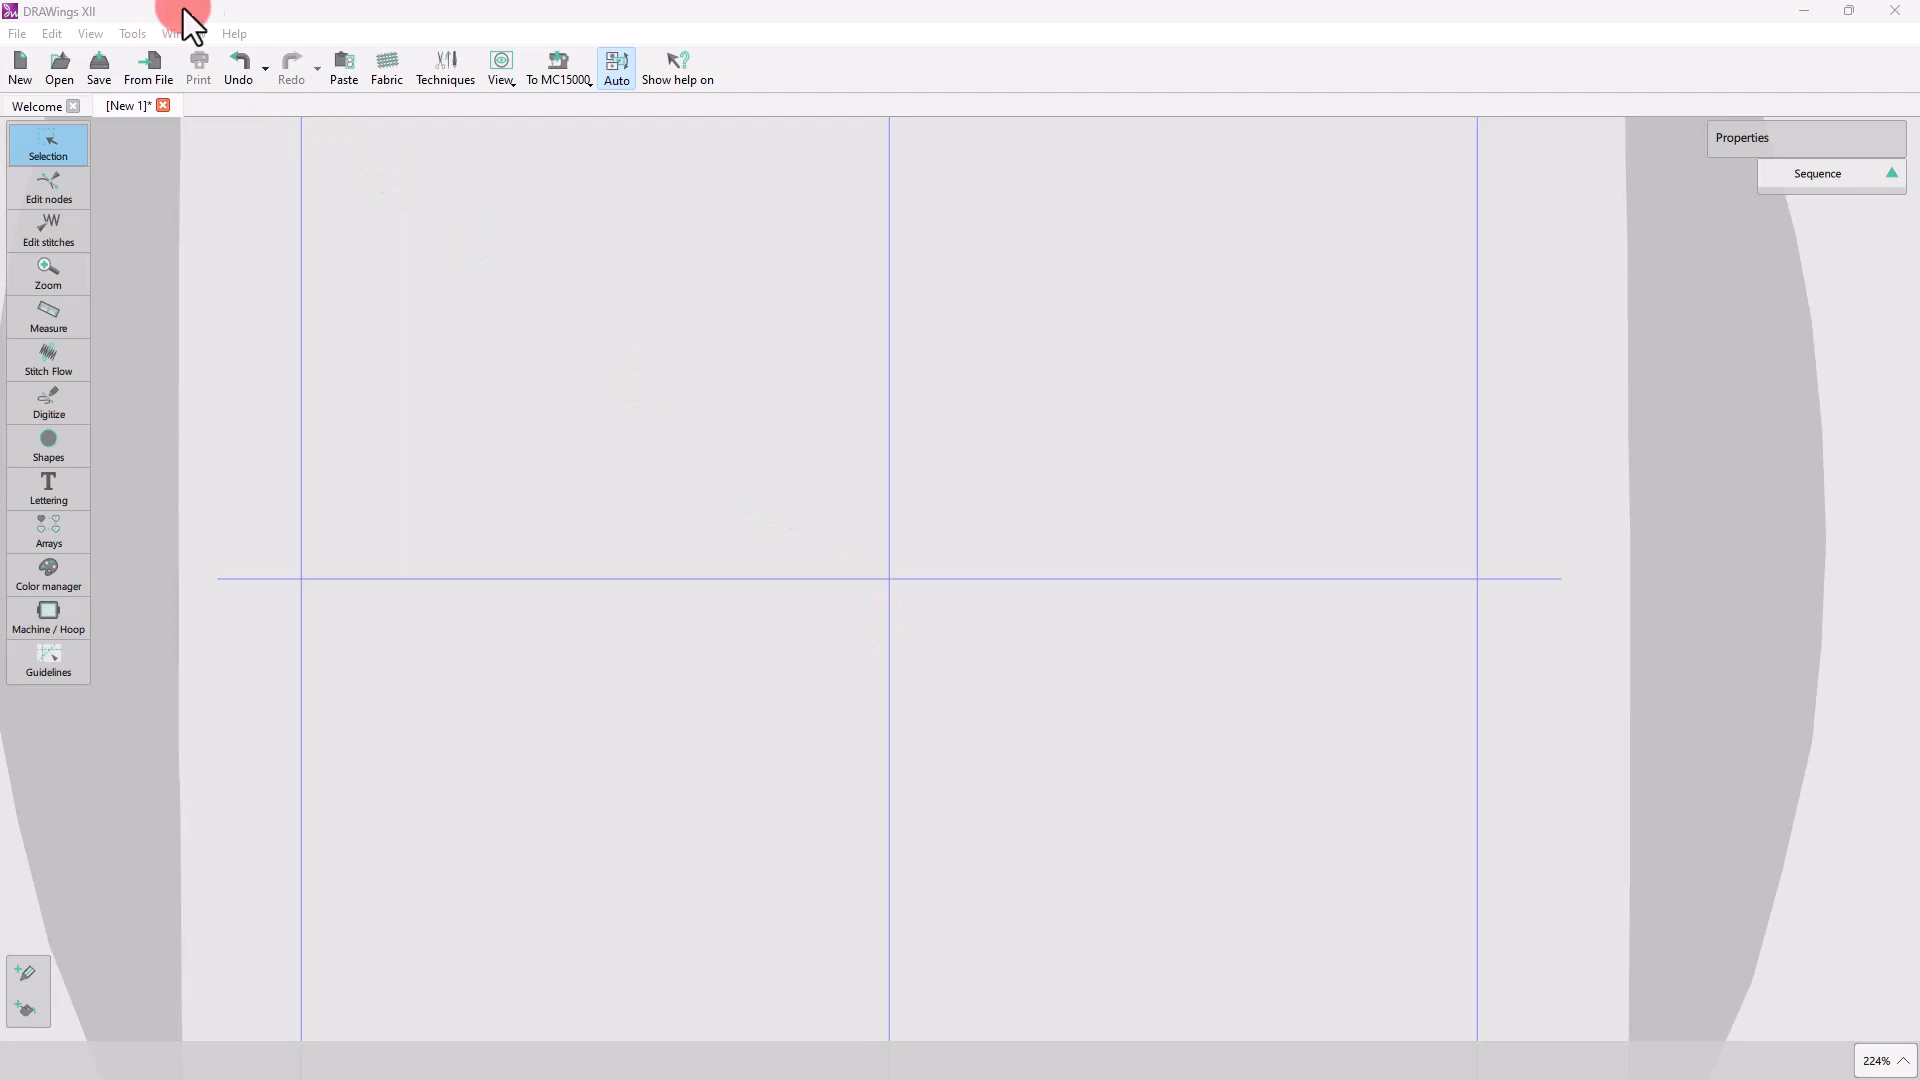 DRAWings XII
File Edit View Tools Help
New Open Save From File Print Undo Redo Paste Fabric Techniques View To MC15000 Auto Show help on
Welcome [New 1]*
Selection
Edit nodes
Edit stitches
Zoom
Measure
Stitch Flow
Digitize
Shapes
Lettering
Arrays
Color manager
Machine / Hoop
Guidelines
Properties
Sequence
224%